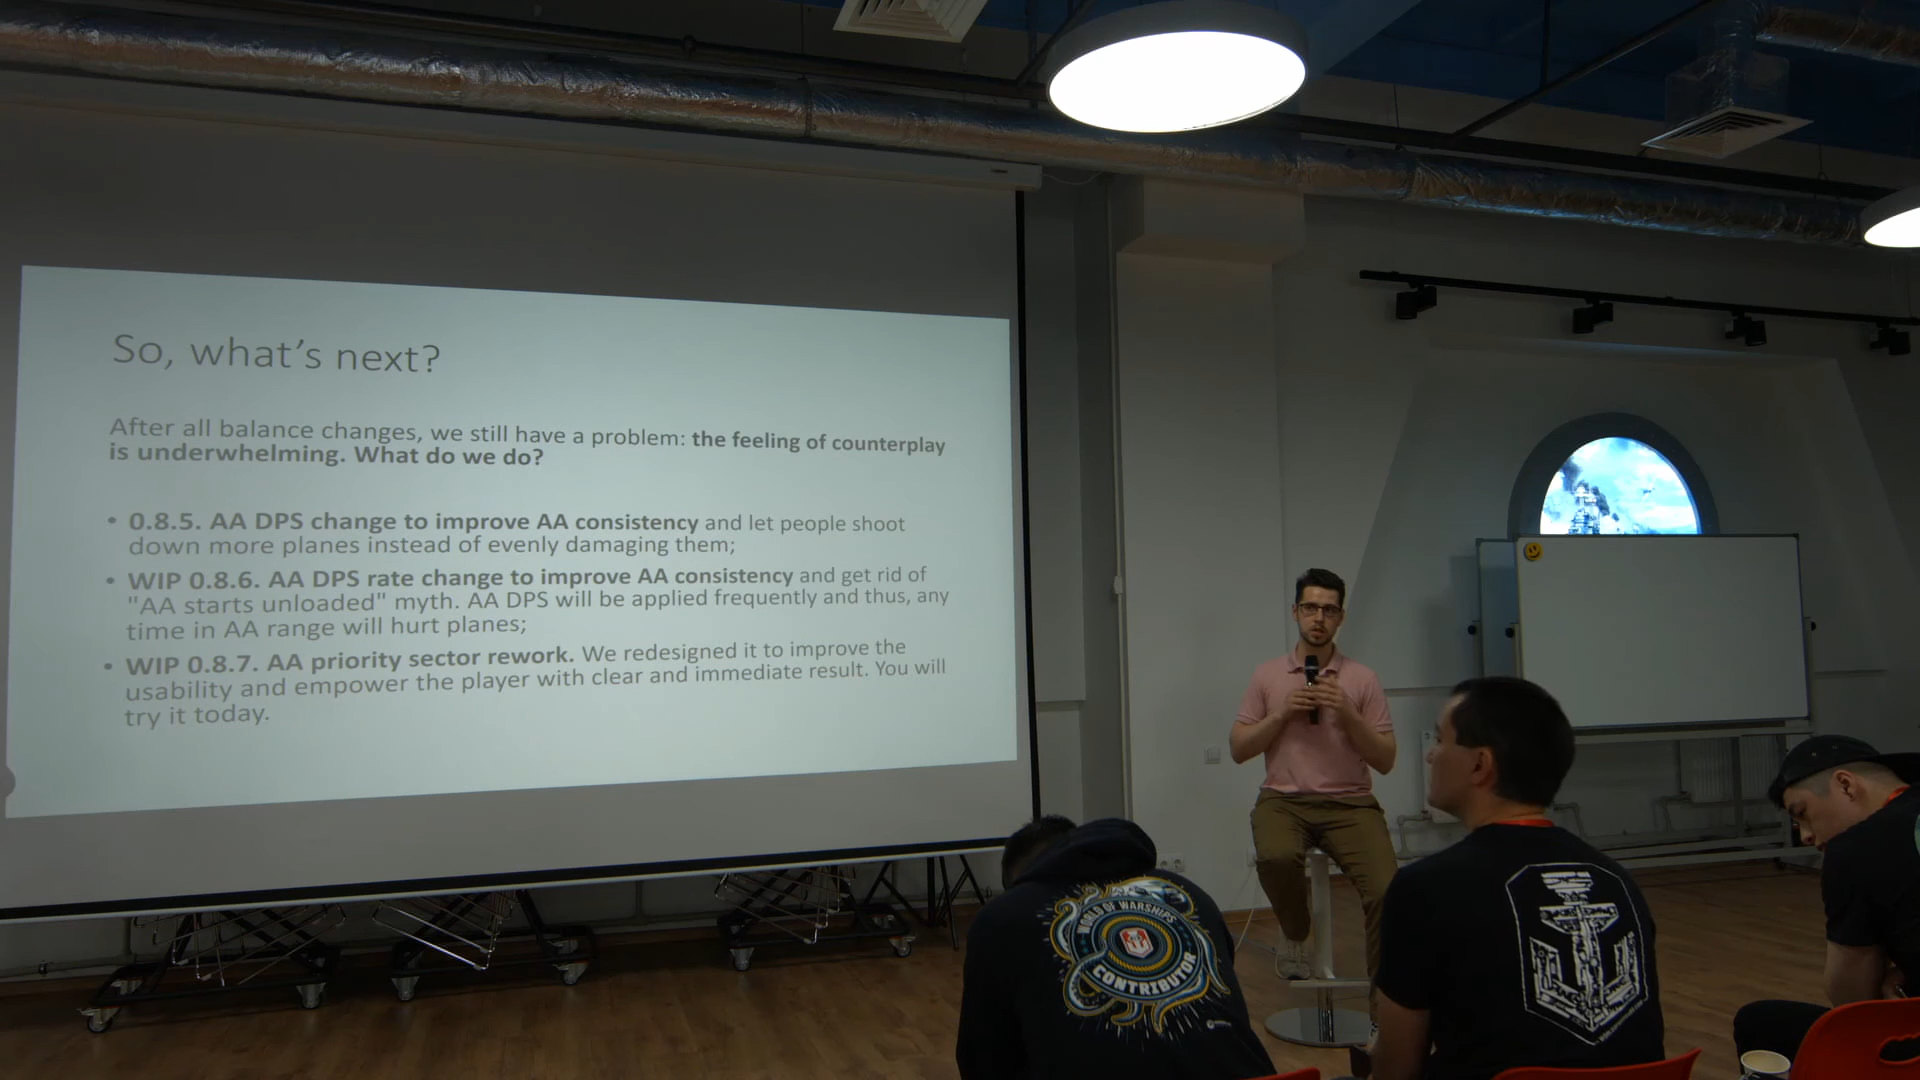 So, what's next?
After all balance changes, we still have a problem: the feeling of counterplay
is underwhelming. What do we do?
• 0.8.5. AA DPS change to improve AA consistency and let people shoot
down more planes instead of evenly damaging them;
• WIP 0.8.6. AA DPS rate change to improve AA consistency and get rid of
"AA starts unloaded" myth. AA DPS will be applied frequently and thus, any
time in AA range will hurt planes;
• WIP 0.8.7. AA priority sector rework. We redesigned it to improve the
usability and empower the player with clear and immediate result. You will
try it today.
WORLD OF WARSHIPS
CONTRIBUTOR